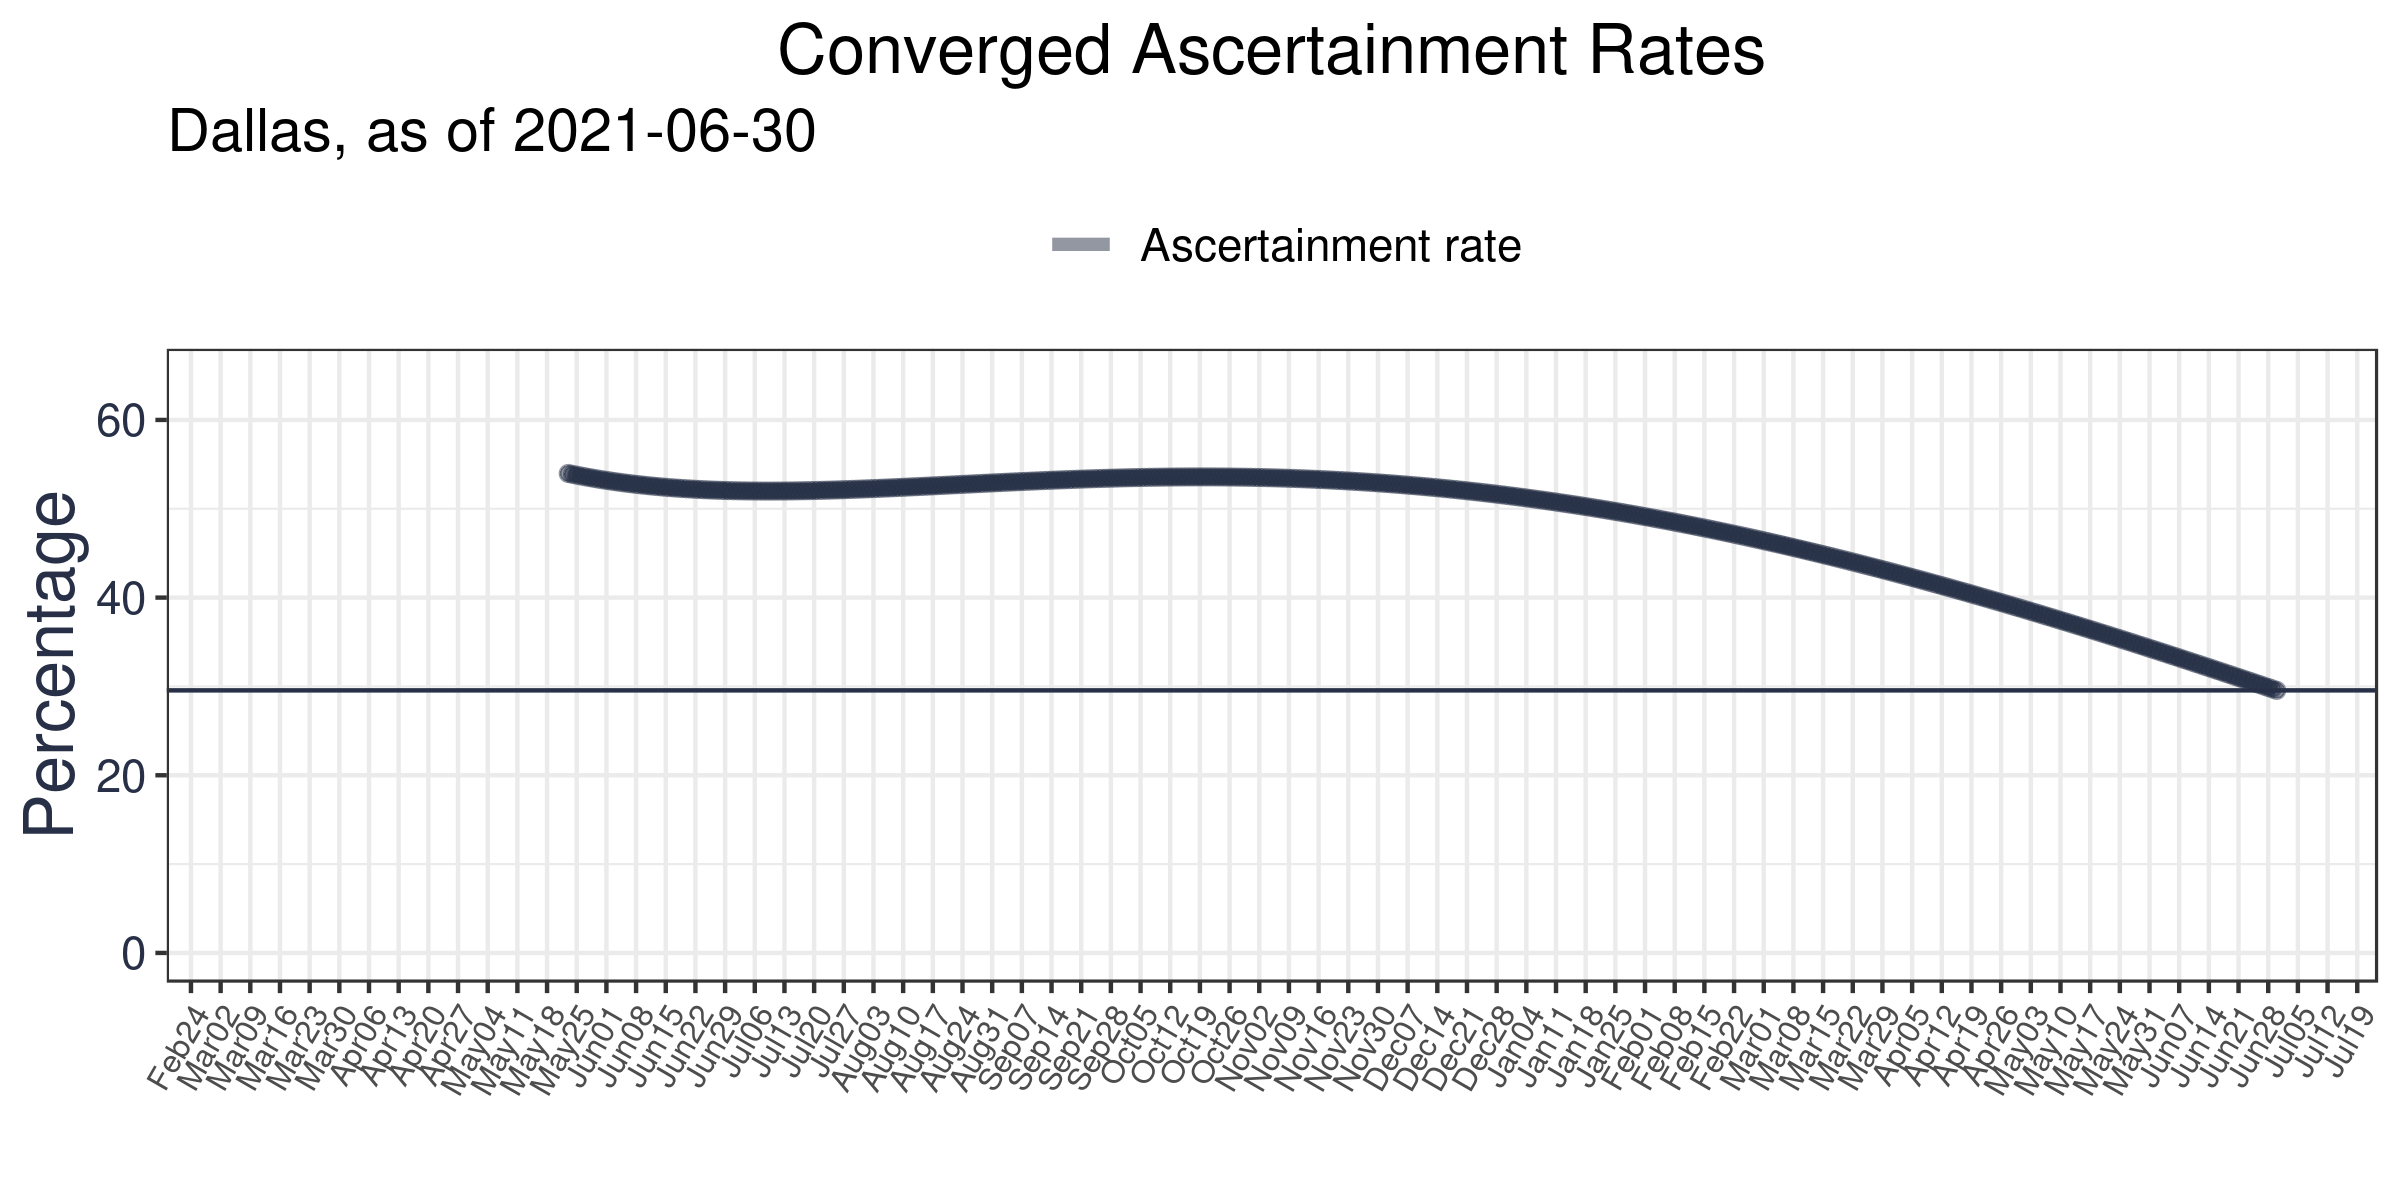 Converged Ascertainment Rates
Dallas, as of 2021-06-30
Ascertainment rate
Percentage
60
40
20
0
Feb24
Mar02
Mar09
Mar16
Mar23
Mar30
Apr06
Apr13
Apr20
Apr27
May04
May11
May18
May25
Jun01
Jun08
Jun15
Jun22
Jun29
Jul06
Jul13
Jul20
Jul27
Aug03
Aug10
Aug17
Aug24
Aug31
Sep07
Sep14
Sep21
Sep28
Oct05
Oct12
Oct19
Oct26
Nov02
Nov09
Nov16
Nov23
Nov30
Dec07
Dec14
Dec21
Dec28
Jan04
Jan11
Jan18
Jan25
Feb01
Feb08
Feb15
Feb22
Mar01
Mar08
Mar15
Mar22
Mar29
Apr05
Apr12
Apr19
Apr26
May03
May10
May17
May24
May31
Jun07
Jun14
Jun21
Jun28
Jul05
Jul12
Jul19